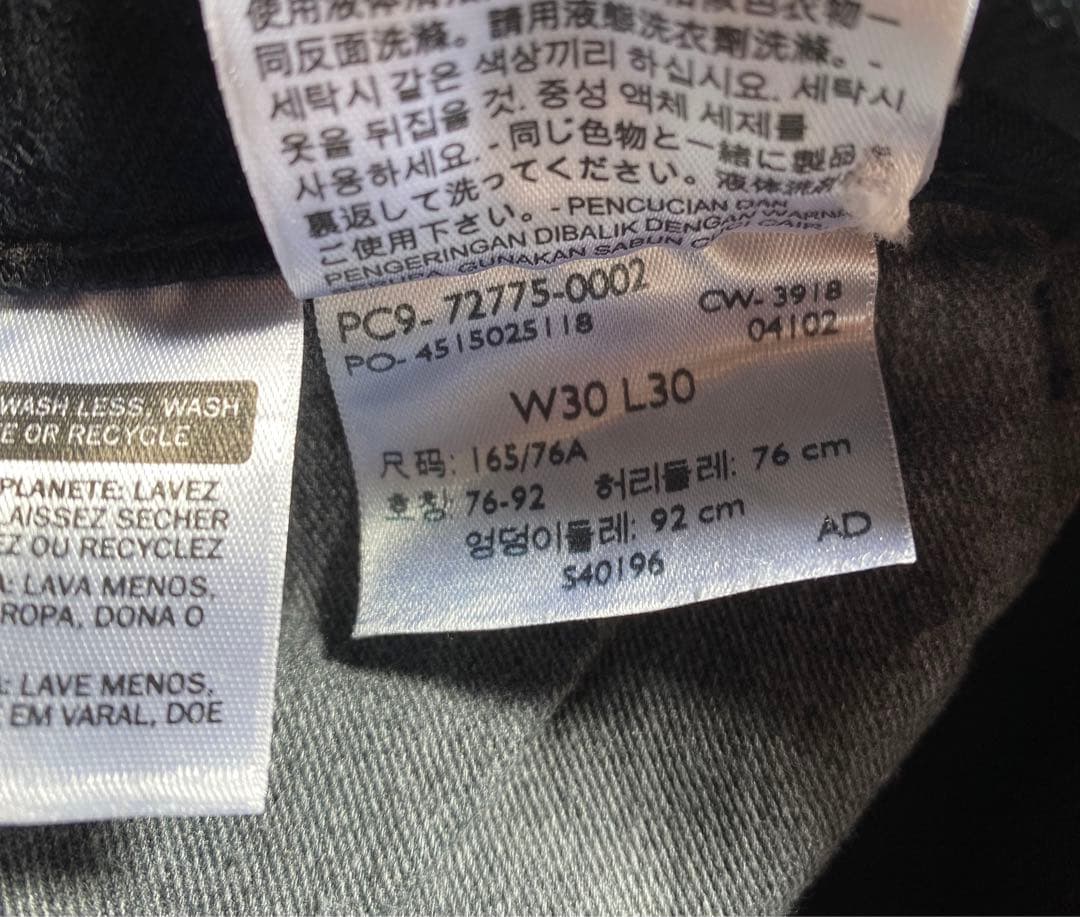 同反面洗滌。請用液態洗衣劑洗滌。-
세탁시 같은 색상끼리 하십시요. 세탁시
옷을 뒤집을 것. 중성 액체 세제를
사용하세요. - 同じ色物と一緒に製品
裏返して洗ってください。液体洗剤
ご使用下さい。- PENCUCIAN DAN
PENGERINGAN DIBALIK DENGAN WARNA
GUNAKAN SABUN CAIR.
PC9-72775-0002
CW-3918
PO-4515025118
04102
W30 L30
尺码: 165/76A
호칭 76-92 허리둘레: 76 cm
엉덩이둘레: 92 cm
AD
S40196
WASH LESS, WASH
E OR RECYCLE
PLANETE: LAVEZ
AISSEZ SECHER
EZ OU RECYCLEZ
A: LAVA MENOS,
ROPA, DONA O
: LAVE MENOS,
EM VARAL, DOE